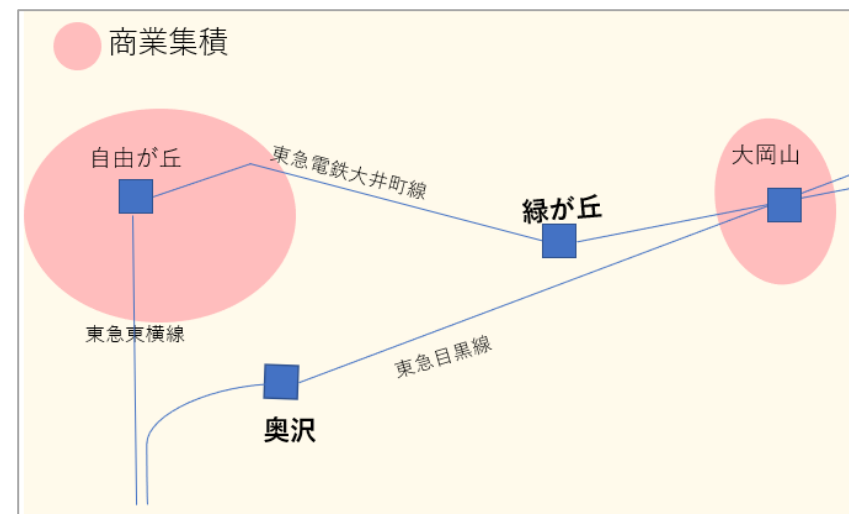 商業集積
自由が丘
東急電鉄大井町線
大岡山
緑が丘
東急東横線
東急目黒線
奥沢